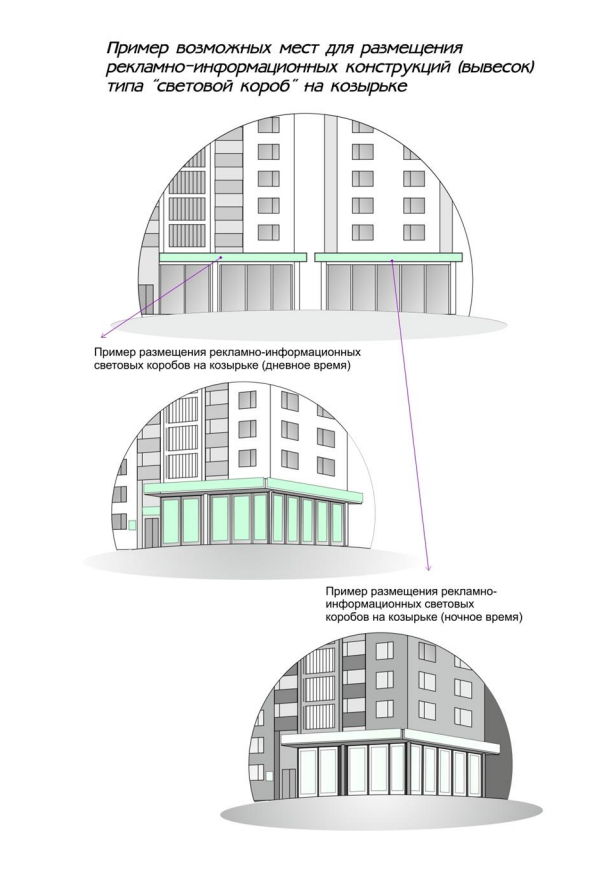 Пример возможных мест для размещения
рекламно-информационных конструкций (вывесок)
типа "световой короб" на козырьке
Пример размещения рекламно-информационных
световых коробов на козырьке (дневное время)
Пример размещения рекламно-
информационных световых
коробов на козырьке (ночное время)